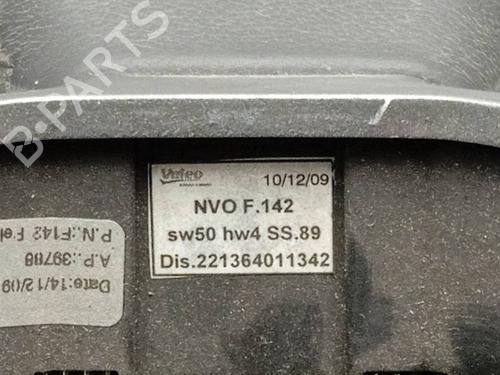 B-PARTS
Valeo
10/12/09
NVO F.142
sw50 hw4 SS.89
Dis.221364011342
P.N.:F142 Fel
A.P.:39788
Date:14/12/09